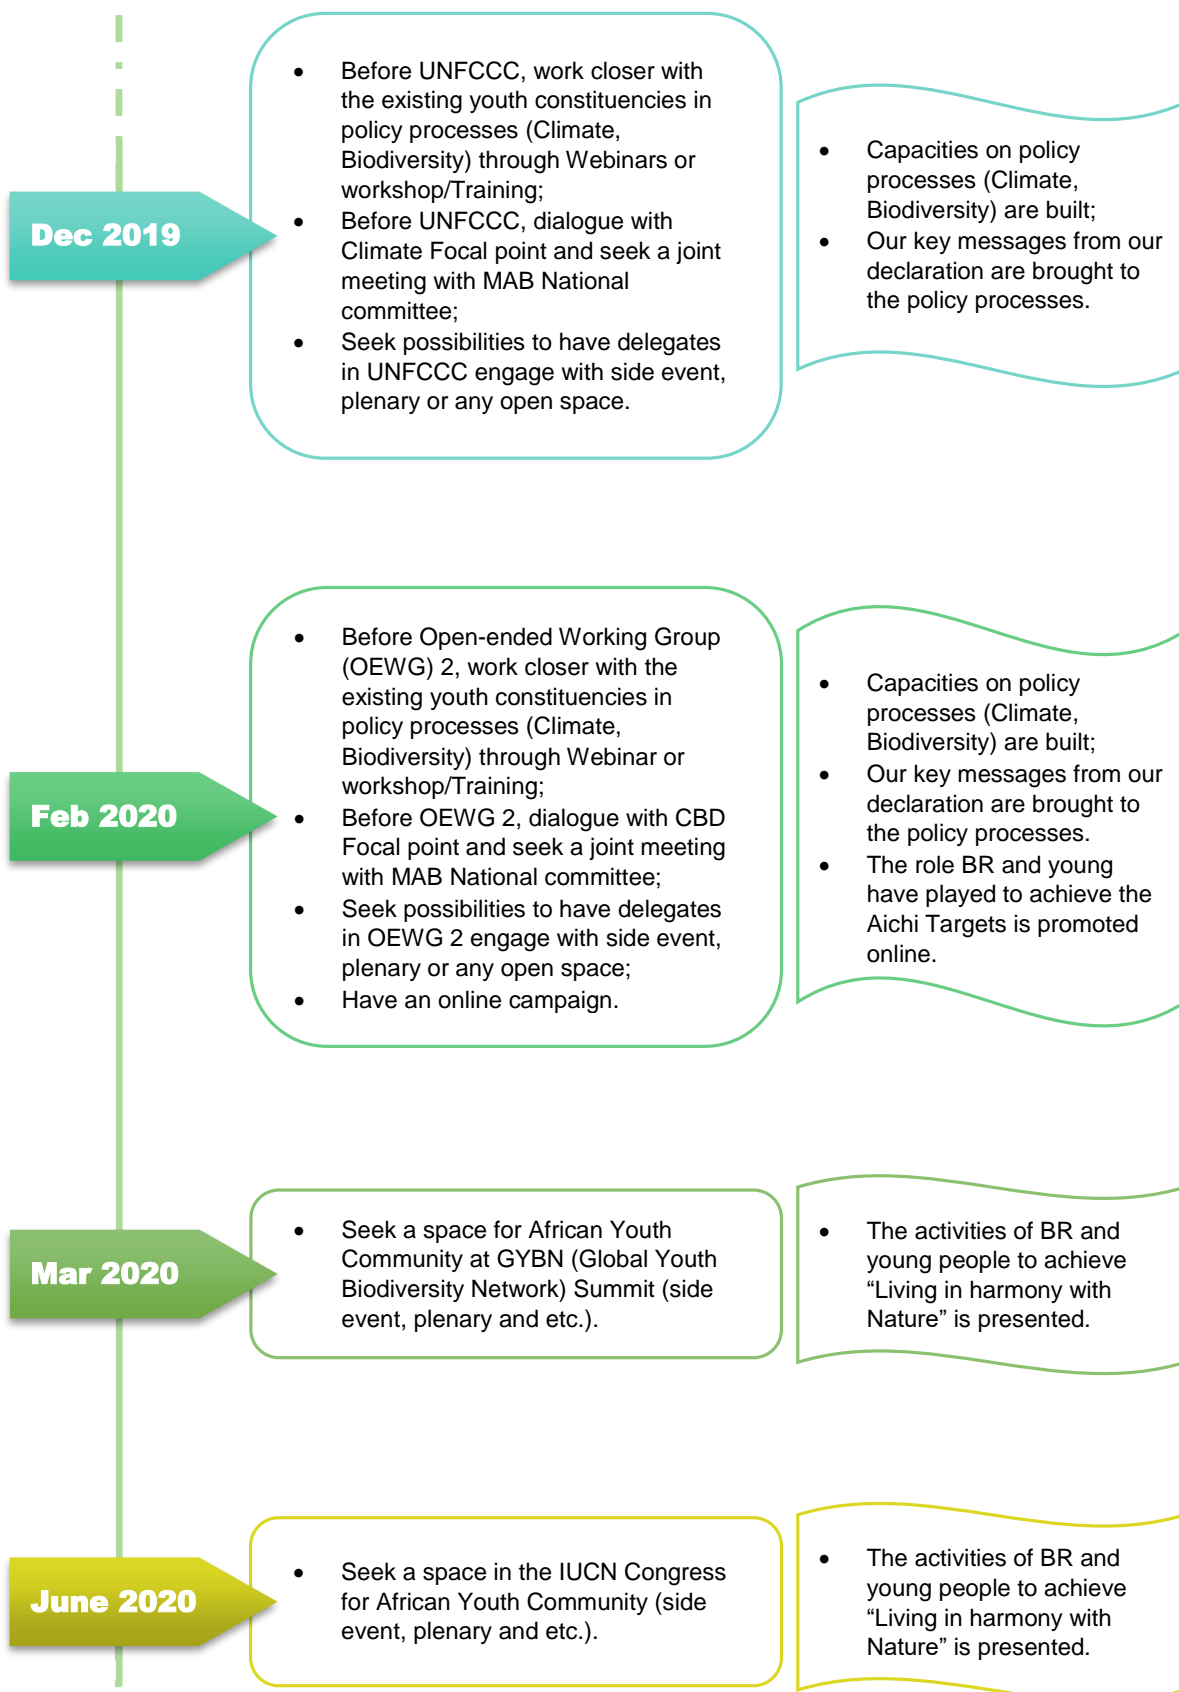 Dec 2019
• Before UNFCCC, work closer with
the existing youth constituencies in
policy processes (Climate,
Biodiversity) through Webinars or
workshop/Training;
• Before UNFCCC, dialogue with
Climate Focal point and seek a joint
meeting with MAB National
committee;
• Seek possibilities to have delegates
in UNFCCC engage with side event,
plenary or any open space.
• Capacities on policy
processes (Climate,
Biodiversity) are built;
• Our key messages from our
declaration are brought to
the policy processes.
Feb 2020
• Before Open-ended Working Group
(OEWG) 2, work closer with the
existing youth constituencies in
policy processes (Climate,
Biodiversity) through Webinar or
workshop/Training;
• Before OEWG 2, dialogue with CBD
Focal point and seek a joint meeting
with MAB National committee;
• Seek possibilities to have delegates
in OEWG 2 engage with side event,
plenary or any open space;
• Have an online campaign.
• Capacities on policy
processes (Climate,
Biodiversity) are built;
• Our key messages from our
declaration are brought to
the policy processes.
• The role BR and young
have played to achieve the
Aichi Targets is promoted
online.
Mar 2020
• Seek a space for African Youth
Community at GYBN (Global Youth
Biodiversity Network) Summit (side
event, plenary and etc.).
• The activities of BR and
young people to achieve
“Living in harmony with
Nature” is presented.
June 2020
• Seek a space in the IUCN Congress
for African Youth Community (side
event, plenary and etc.).
• The activities of BR and
young people to achieve
“Living in harmony with
Nature” is presented.